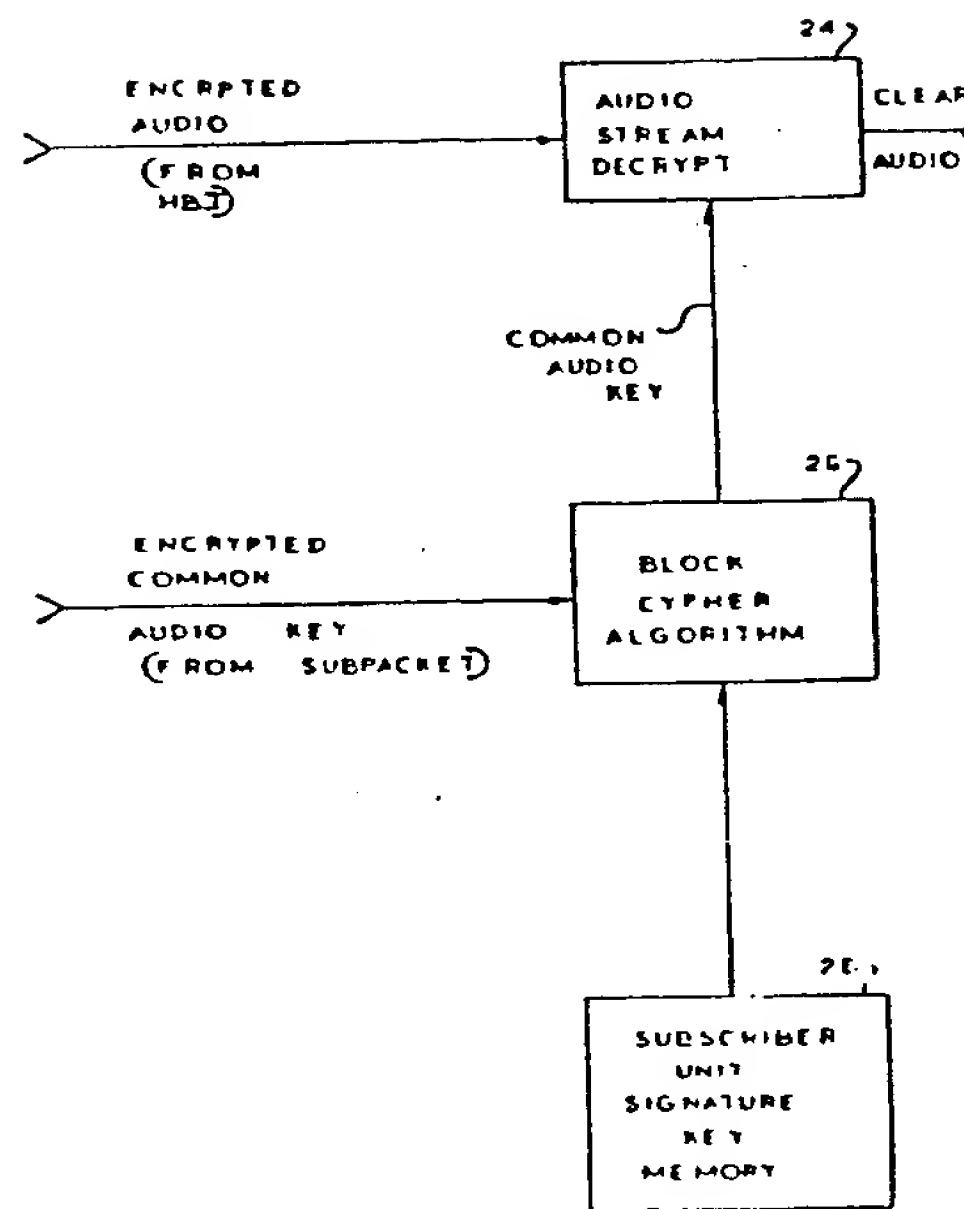 24
ENCRPTED
AUDIO
(FROM
HBI)
AUDIO
STREAM
DECRYPT
CLEAR
AUDIO
COMMON
AUDIO
KEY
26
ENCRYPTED
COMMON
AUDIO KEY
(FROM SUBPACKET)
BLOCK
CYPHER
ALGORITHM
SUBSCRIBER
UNIT
SIGNATURE
KEY
MEMORY